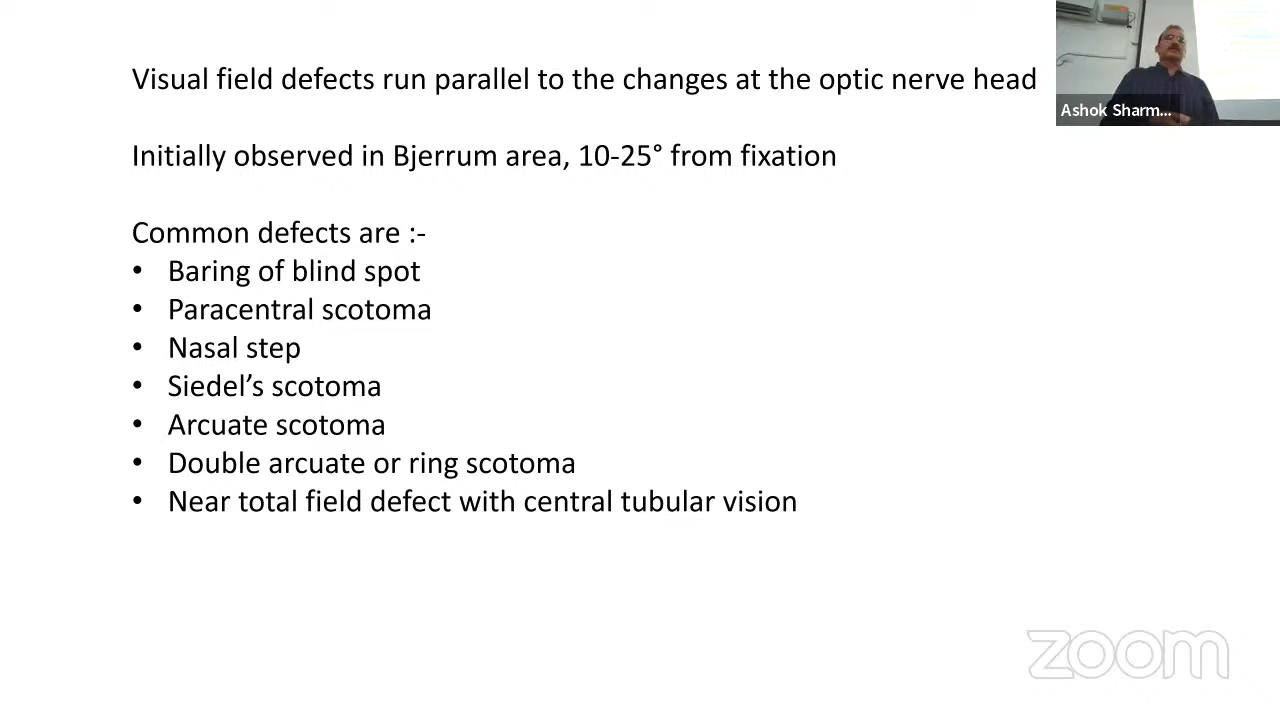 Visual field defects run parallel to the changes at the optic nerve head
Ashok Sharm...
Initially observed in Bjerrum area, 10-25° from fixation
Common defects are :-
• Baring of blind spot
• Paracentral scotoma
• Nasal step
• Siedel’s scotoma
• Arcuate scotoma
• Double arcuate or ring scotoma
• Near total field defect with central tubular vision
zoom